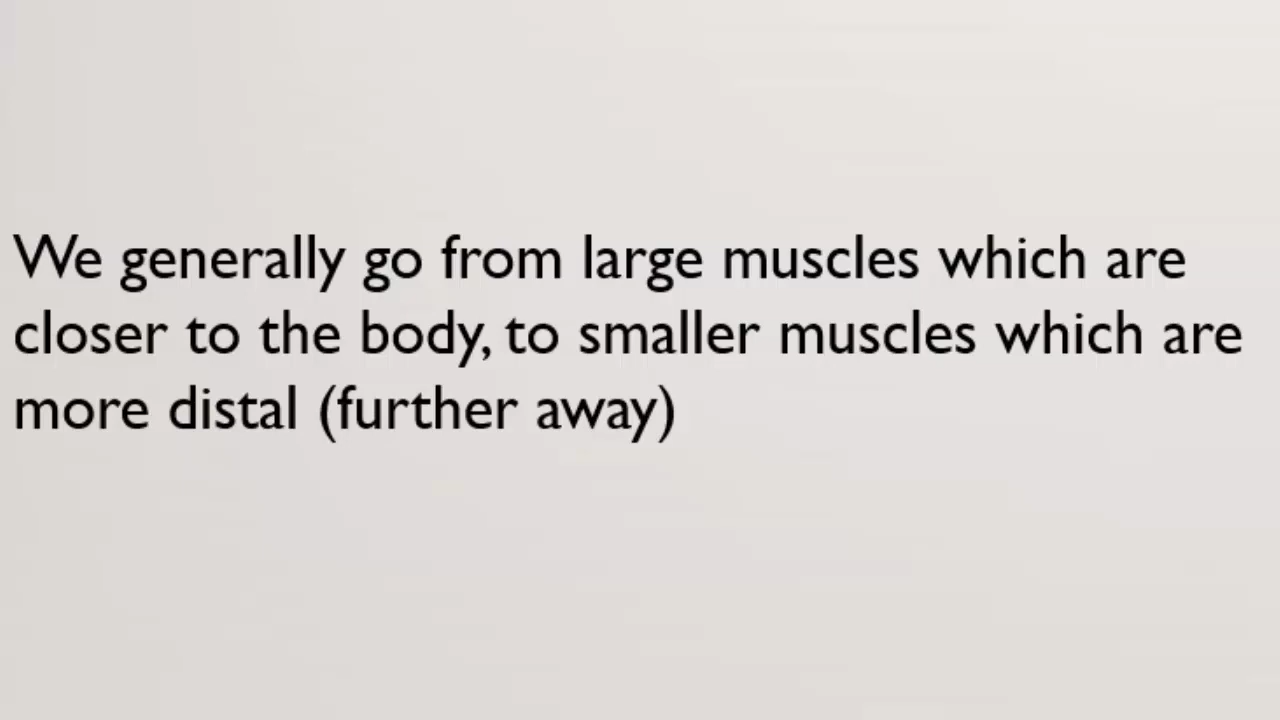 We generally go from large muscles which are
closer to the body, to smaller muscles which are
more distal (further away)